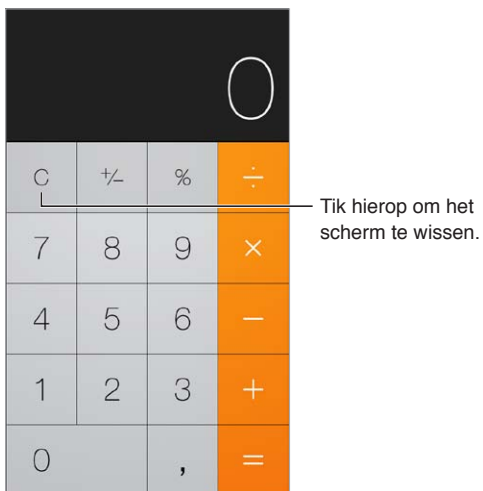 0
C +/– % ÷
Tik hierop om het
scherm te wissen.
7 8 9 ×
4 5 6 −
1 2 3 +
0 , =